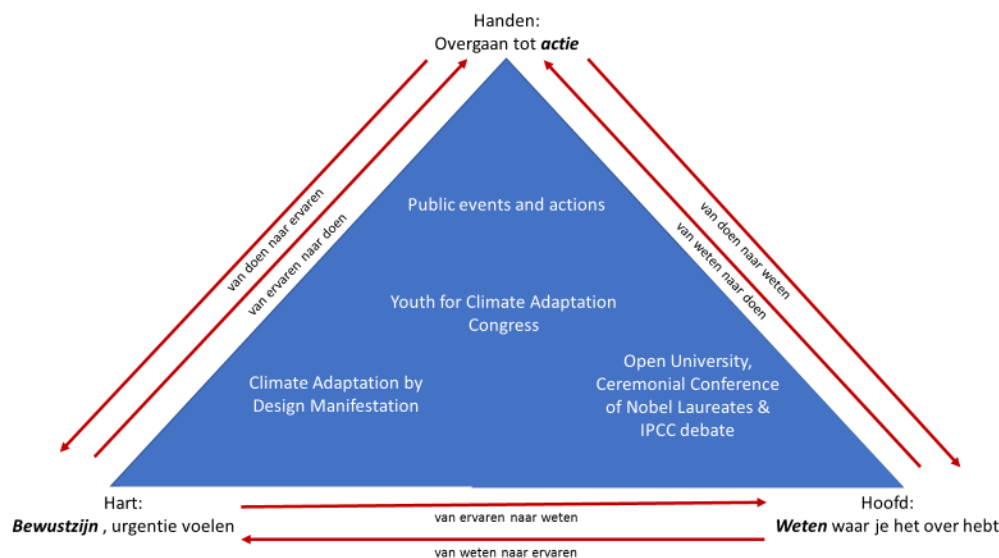 Handen:
Overgaan tot actie
van doen naar ervaren
van ervaren naar doen
van doen naar weten
van weten naar doen
Public events and actions
Youth for Climate Adaptation
Congress
Climate Adaptation by
Design Manifestation
Open University,
Ceremonial Conference
of Nobel Laureates &
IPCC debate
Hart:
Bewustzijn , urgentie voelen
van ervaren naar weten
van weten naar ervaren
Hoofd:
Weten waar je het over hebt